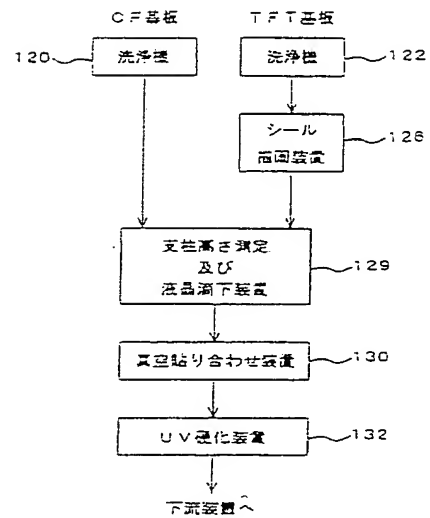 CF基板 TFT基板
120 洗浄機 洗浄機 122
シール
描画装置 126
支柱高さ測定
及び
液晶滴下装置 129
真空貼り合わせ装置 130
UV硬化装置 132
下流装置へ